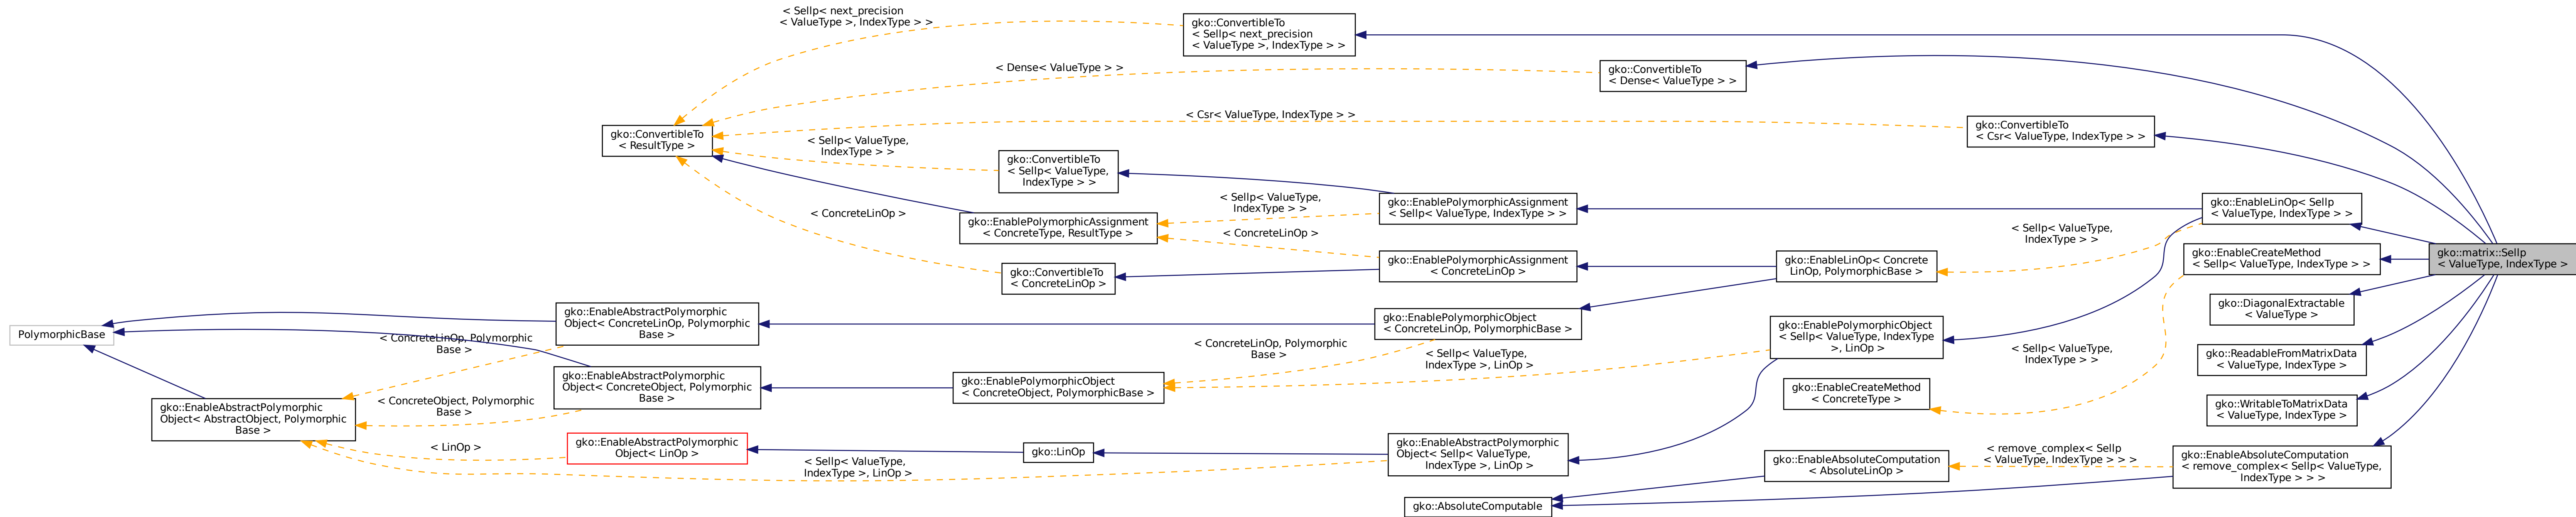 < Sellp< next_precision
< ValueType >, IndexType > >
gko::ConvertibleTo
< Sellp< next_precision
< ValueType >, IndexType > >
< Dense< ValueType > >
gko::ConvertibleTo
< Dense< ValueType > >
< Csr< ValueType, IndexType > >
gko::ConvertibleTo
< Csr< ValueType, IndexType > >
gko::ConvertibleTo
< ResultType >
< Sellp< ValueType,
IndexType > >
gko::ConvertibleTo
< Sellp< ValueType,
IndexType > >
< Sellp< ValueType,
IndexType > >
gko::EnablePolymorphicAssignment
< Sellp< ValueType, IndexType > >
gko::EnableLinOp< Sellp
< ValueType, IndexType > >
< ConcreteLinOp >
gko::EnablePolymorphicAssignment
< ConcreteType, ResultType >
< ConcreteLinOp >
< Sellp< ValueType,
IndexType > >
gko::ConvertibleTo
< ConcreteLinOp >
gko::EnablePolymorphicAssignment
< ConcreteLinOp >
gko::EnableLinOp< Concrete
LinOp, PolymorphicBase >
gko::EnableCreateMethod
< Sellp< ValueType, IndexType > >
gko::matrix::Sellp
< ValueType, IndexType >
gko::DiagonalExtractable
< ValueType >
PolymorphicBase
gko::EnableAbstractPolymorphic
Object< ConcreteLinOp, Polymorphic
Base >
gko::EnablePolymorphicObject
< ConcreteLinOp, PolymorphicBase >
gko::EnablePolymorphicObject
< Sellp< ValueType, IndexType
>, LinOp >
< ConcreteLinOp, Polymorphic
Base >
< ConcreteLinOp, Polymorphic
Base >
< Sellp< ValueType,
IndexType >, LinOp >
< Sellp< ValueType,
IndexType > >
gko::ReadableFromMatrixData
< ValueType, IndexType >
gko::EnableAbstractPolymorphic
Object< ConcreteObject, Polymorphic
Base >
gko::EnablePolymorphicObject
< ConcreteObject, PolymorphicBase >
gko::EnableCreateMethod
< ConcreteType >
gko::WritableToMatrixData
< ValueType, IndexType >
gko::EnableAbstractPolymorphic
Object< AbstractObject, Polymorphic
Base >
< ConcreteObject, Polymorphic
Base >
< LinOp >
gko::EnableAbstractPolymorphic
Object< LinOp >
gko::LinOp
gko::EnableAbstractPolymorphic
Object< Sellp< ValueType,
IndexType >, LinOp >
< Sellp< ValueType,
IndexType >, LinOp >
gko::EnableAbsoluteComputation
< AbsoluteLinOp >
< remove_complex< Sellp
< ValueType, IndexType > > >
gko::EnableAbsoluteComputation
< remove_complex< Sellp< ValueType,
IndexType > > >
gko::AbsoluteComputable